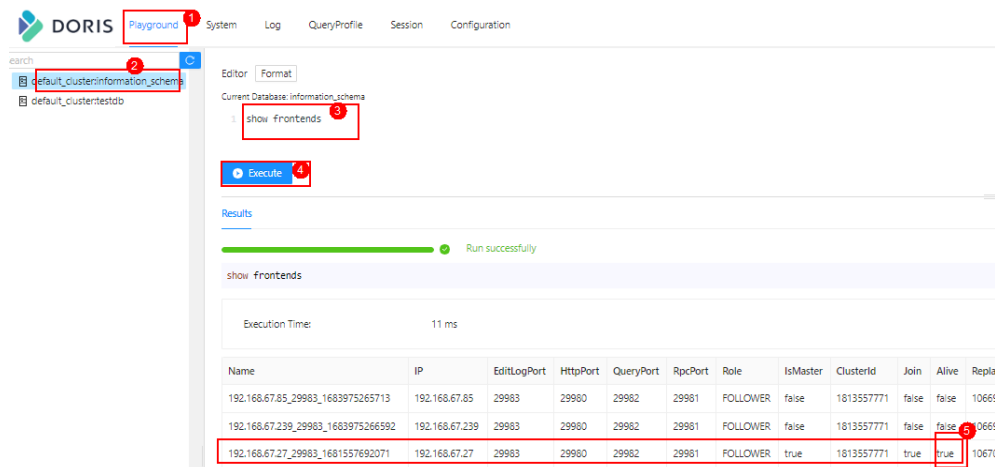 DORIS Playground 1 System Log QueryProfile Session Configuration
earch
2
default_cluster:information_schema
default_cluster:testdb
Editor Format
Current Database: information_schema
3
1 show frontends
Execute 4
Results
Run successfully
show frontends
Execution Time: 11 ms
Name IP EditLogPort HttpPort QueryPort RpcPort Role IsMaster ClusterId Join Alive Repla
192.168.67.85_29983_1683975265713 192.168.67.85 29983 29980 29982 29981 FOLLOWER false 1813557771 false false 10669
192.168.67.239_29983_1683975266592 192.168.67.239 29983 29980 29982 29981 FOLLOWER false 1813557771 false false 10669
5
192.168.67.27_29983_1681557692071 192.168.67.27 29983 29980 29982 29981 FOLLOWER true 1813557771 true true 10670